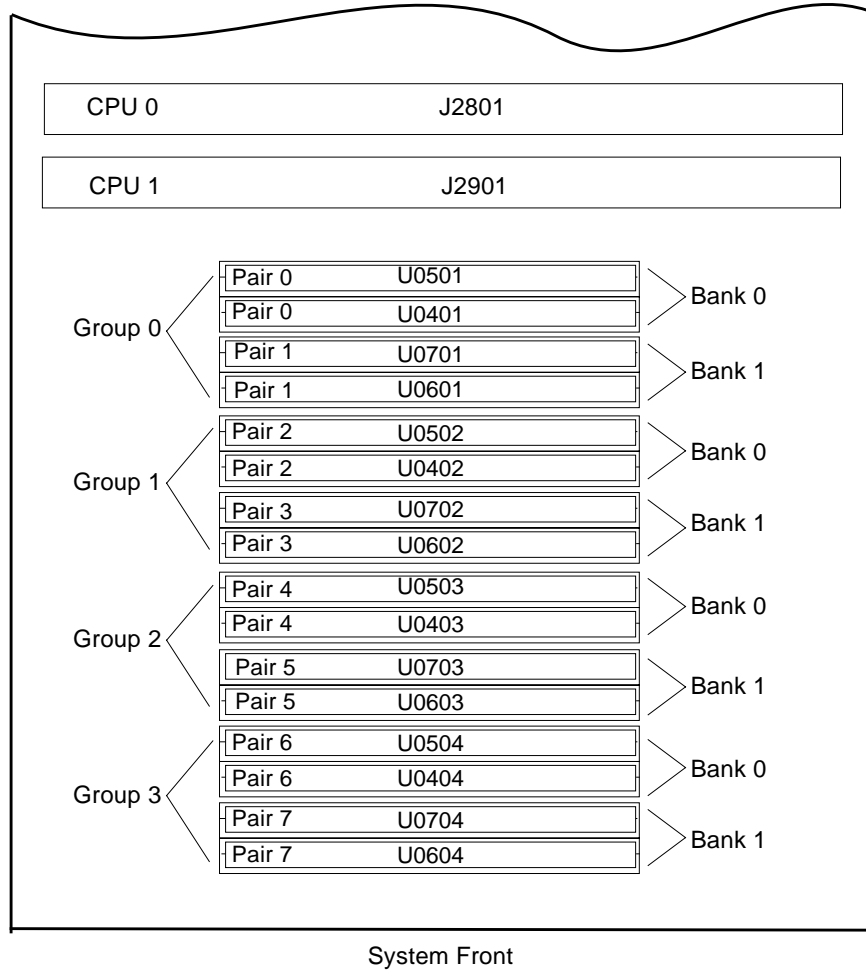 CPU 0 J2801
CPU 1 J2901
Pair 0 U0501
Bank 0
Pair 0 U0401
Group 0
Pair 1 U0701
Bank 1
Pair 1 U0601
Pair 2 U0502
Bank 0
Pair 2 U0402
Group 1
Pair 3 U0702
Bank 1
Pair 3 U0602
Pair 4 U0503
Bank 0
Pair 4 U0403
Group 2
Pair 5 U0703
Bank 1
Pair 5 U0603
Pair 6 U0504
Bank 0
Pair 6 U0404
Group 3
Pair 7 U0704
Bank 1
Pair 7 U0604
System Front